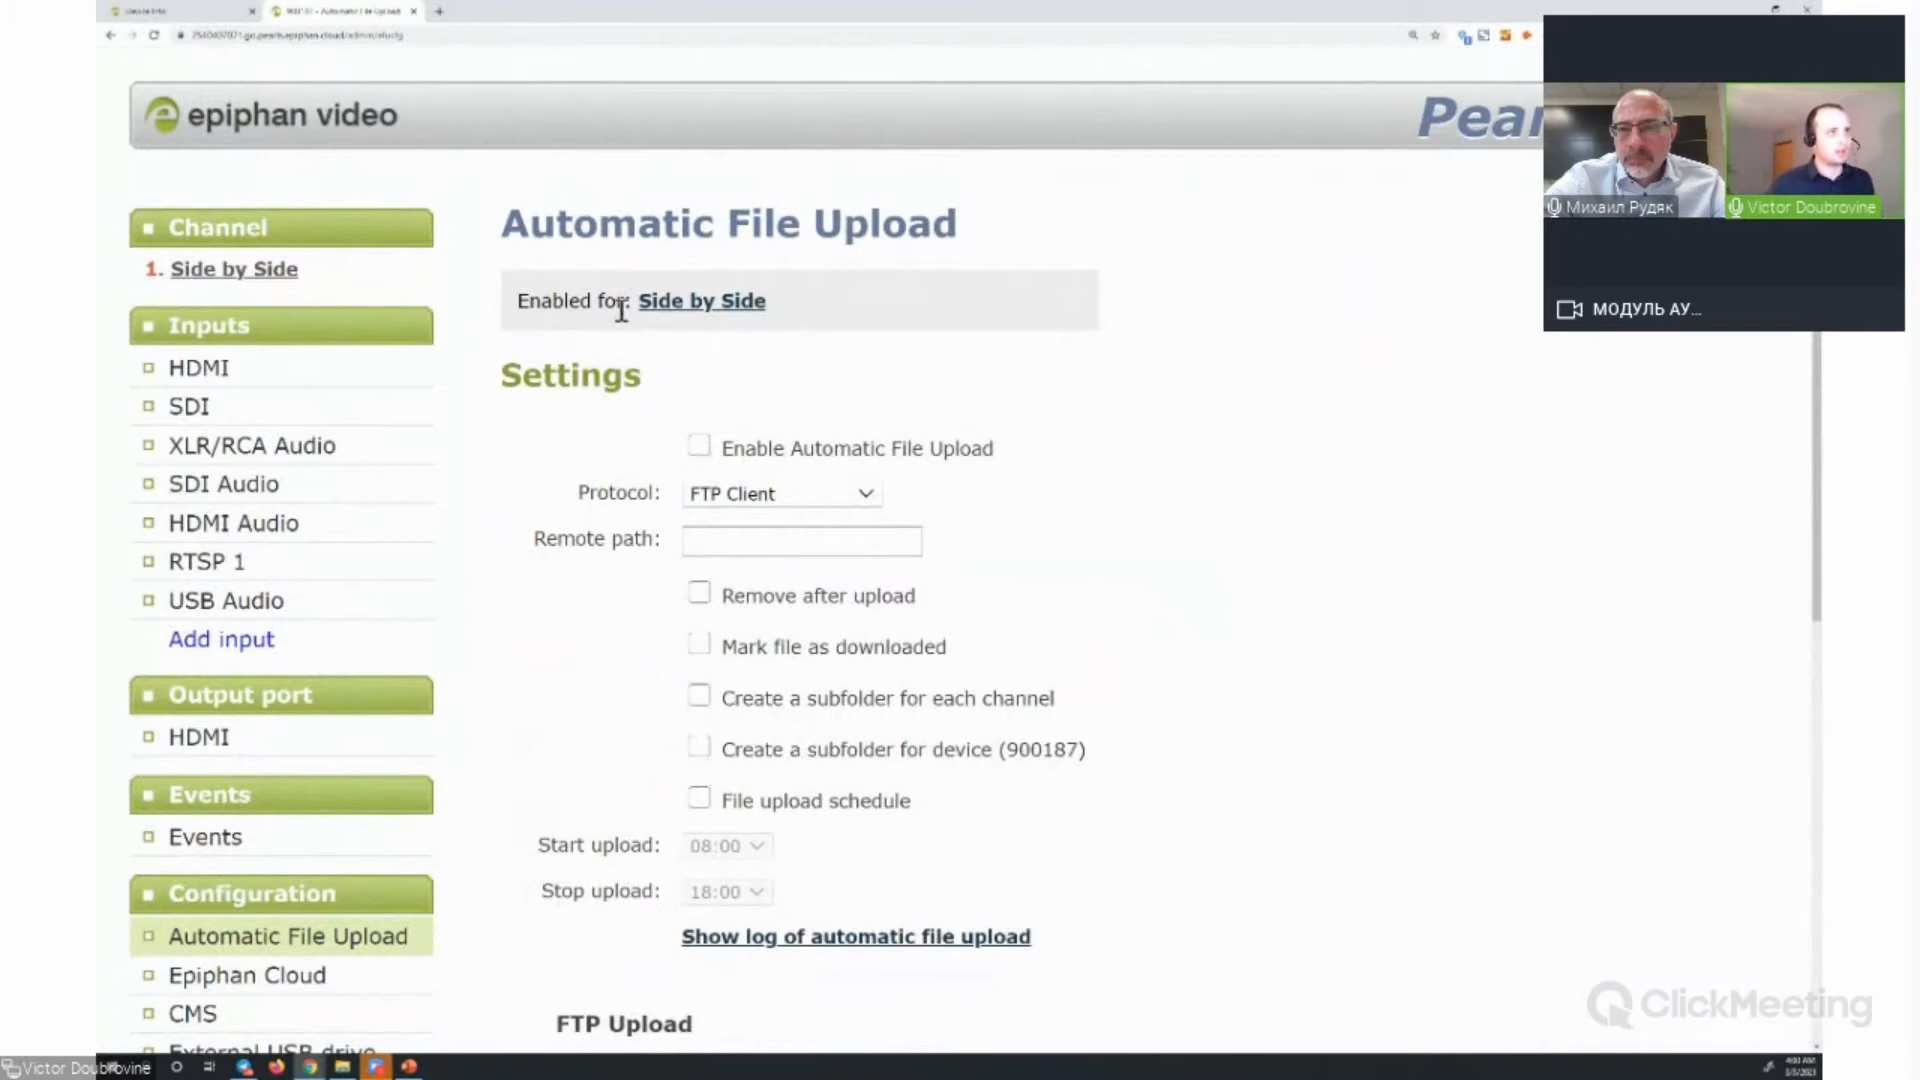 epiphan video
Pear
Михаил Рудяк
Victor Doubrovine
МОДУЛЬ АУ...
Channel
1. Side by Side
Inputs
HDMI
SDI
XLR/RCA Audio
SDI Audio
HDMI Audio
RTSP 1
USB Audio
Add input
Output port
HDMI
Events
Events
Configuration
Automatic File Upload
Epiphan Cloud
CMS
External USB drive
Automatic File Upload
Enabled for: Side by Side
Settings
Enable Automatic File Upload
Protocol: FTP Client
Remote path:
Remove after upload
Mark file as downloaded
Create a subfolder for each channel
Create a subfolder for device (900187)
File upload schedule
Start upload: 08:00
Stop upload: 18:00
Show log of automatic file upload
FTP Upload
ClickMeeting
Victor Doubrovine